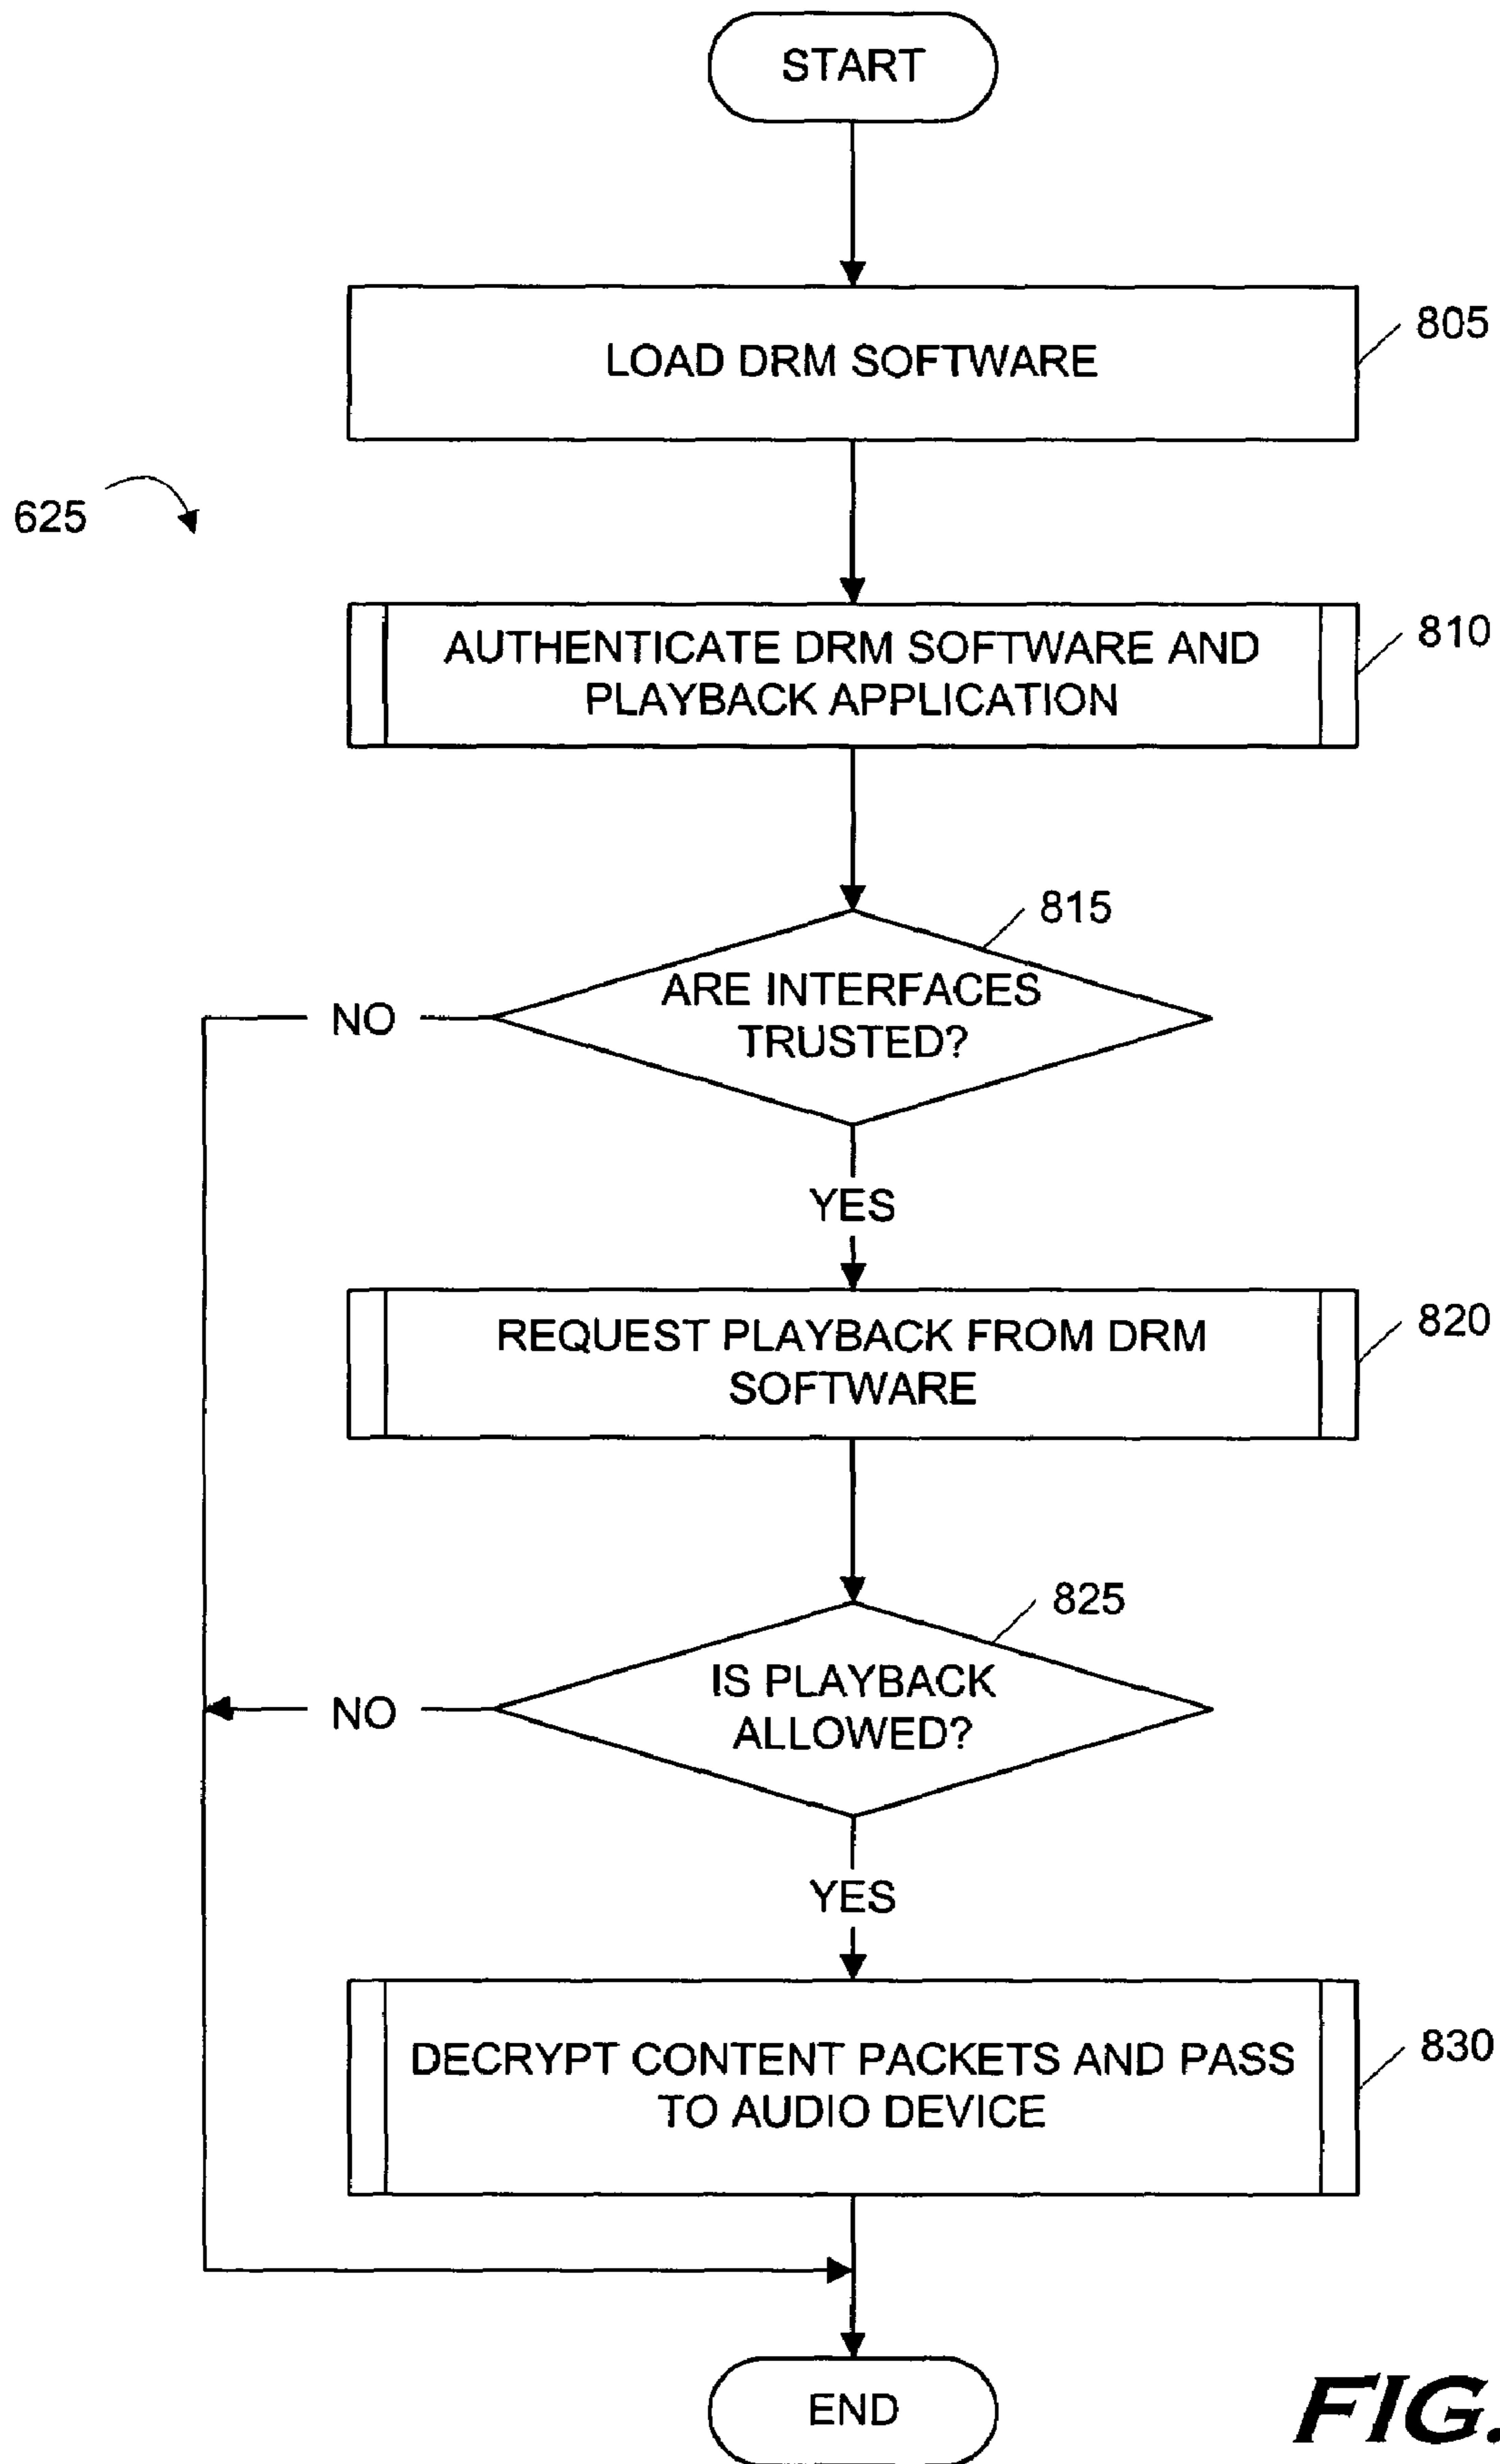 START
LOAD DRM SOFTWARE
805
625
AUTHENTICATE DRM SOFTWARE AND
PLAYBACK APPLICATION
810
815
ARE INTERFACES
TRUSTED?
NO
YES
REQUEST PLAYBACK FROM DRM
SOFTWARE
820
825
IS PLAYBACK
ALLOWED?
NO
YES
DECRYPT CONTENT PACKETS AND PASS
TO AUDIO DEVICE
830
END
FIG.